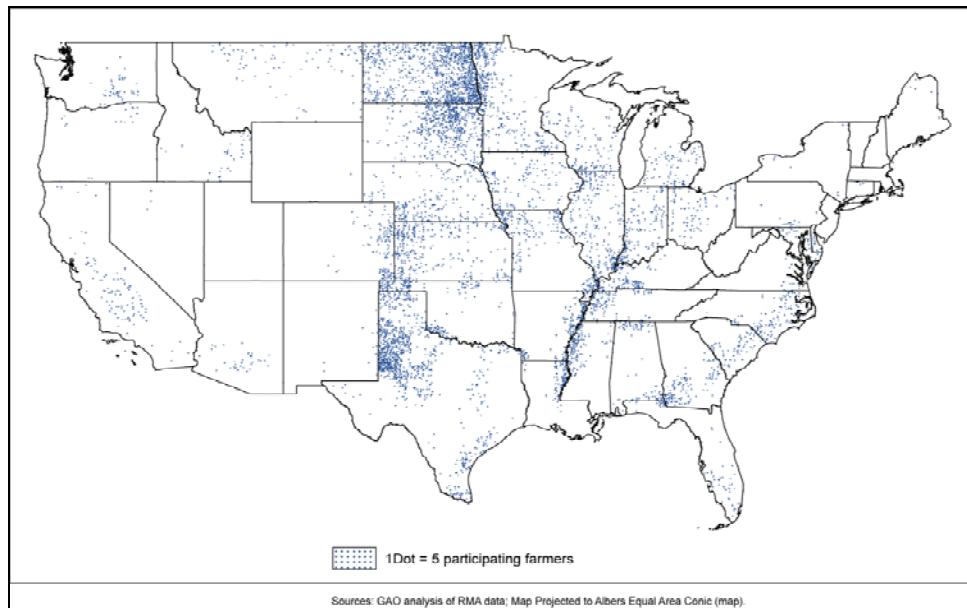 1Dot = 5 participating farmers
Sources: GAO analysis of RMA data; Map Projected to Albers Equal Area Conic (map).